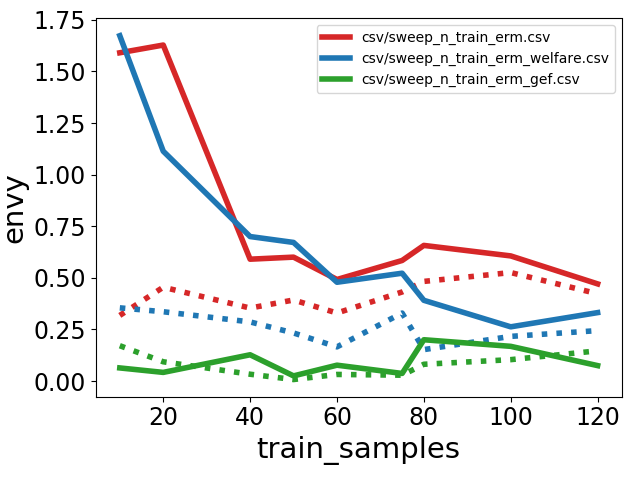 1.75
1.50
1.25
1.00
0.75
0.50
0.25
0.00
envy
csv/sweep_n_train_erm.csv
csv/sweep_n_train_erm_welfare.csv
csv/sweep_n_train_erm_gef.csv
20 40 60 80 100 120
train_samples